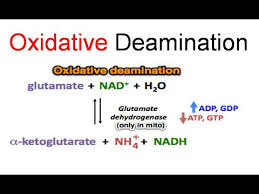 Oxidative Deamination
Oxidative deamination
glutamate + NAD⁺ + H₂O
Glutamate
dehydrogenase
(only in mito)
ADP, GDP
ATP, GTP
α-ketoglutarate + NH₄⁺ + NADH